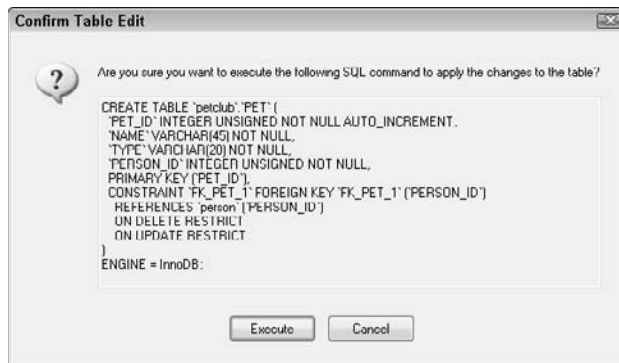 Confirm Table Edit
Are you sure you want to execute the following SQL command to apply the changes to the table?
CREATE TABLE `petclub`.`PET` (
`PET_ID` INTEGER UNSIGNED NOT NULL AUTO_INCREMENT,
`NAME` VARCHAR(45) NOT NULL,
`TYPE` VARCHAR(20) NOT NULL,
`PERSON_ID` INTEGER UNSIGNED NOT NULL,
PRIMARY KEY (`PET_ID`),
CONSTRAINT `FK_PET_1` FOREIGN KEY `FK_PET_1` (`PERSON_ID`)
REFERENCES `person` (`PERSON_ID`)
ON DELETE RESTRICT
ON UPDATE RESTRICT
)
ENGINE = InnoDB;
Execute
Cancel